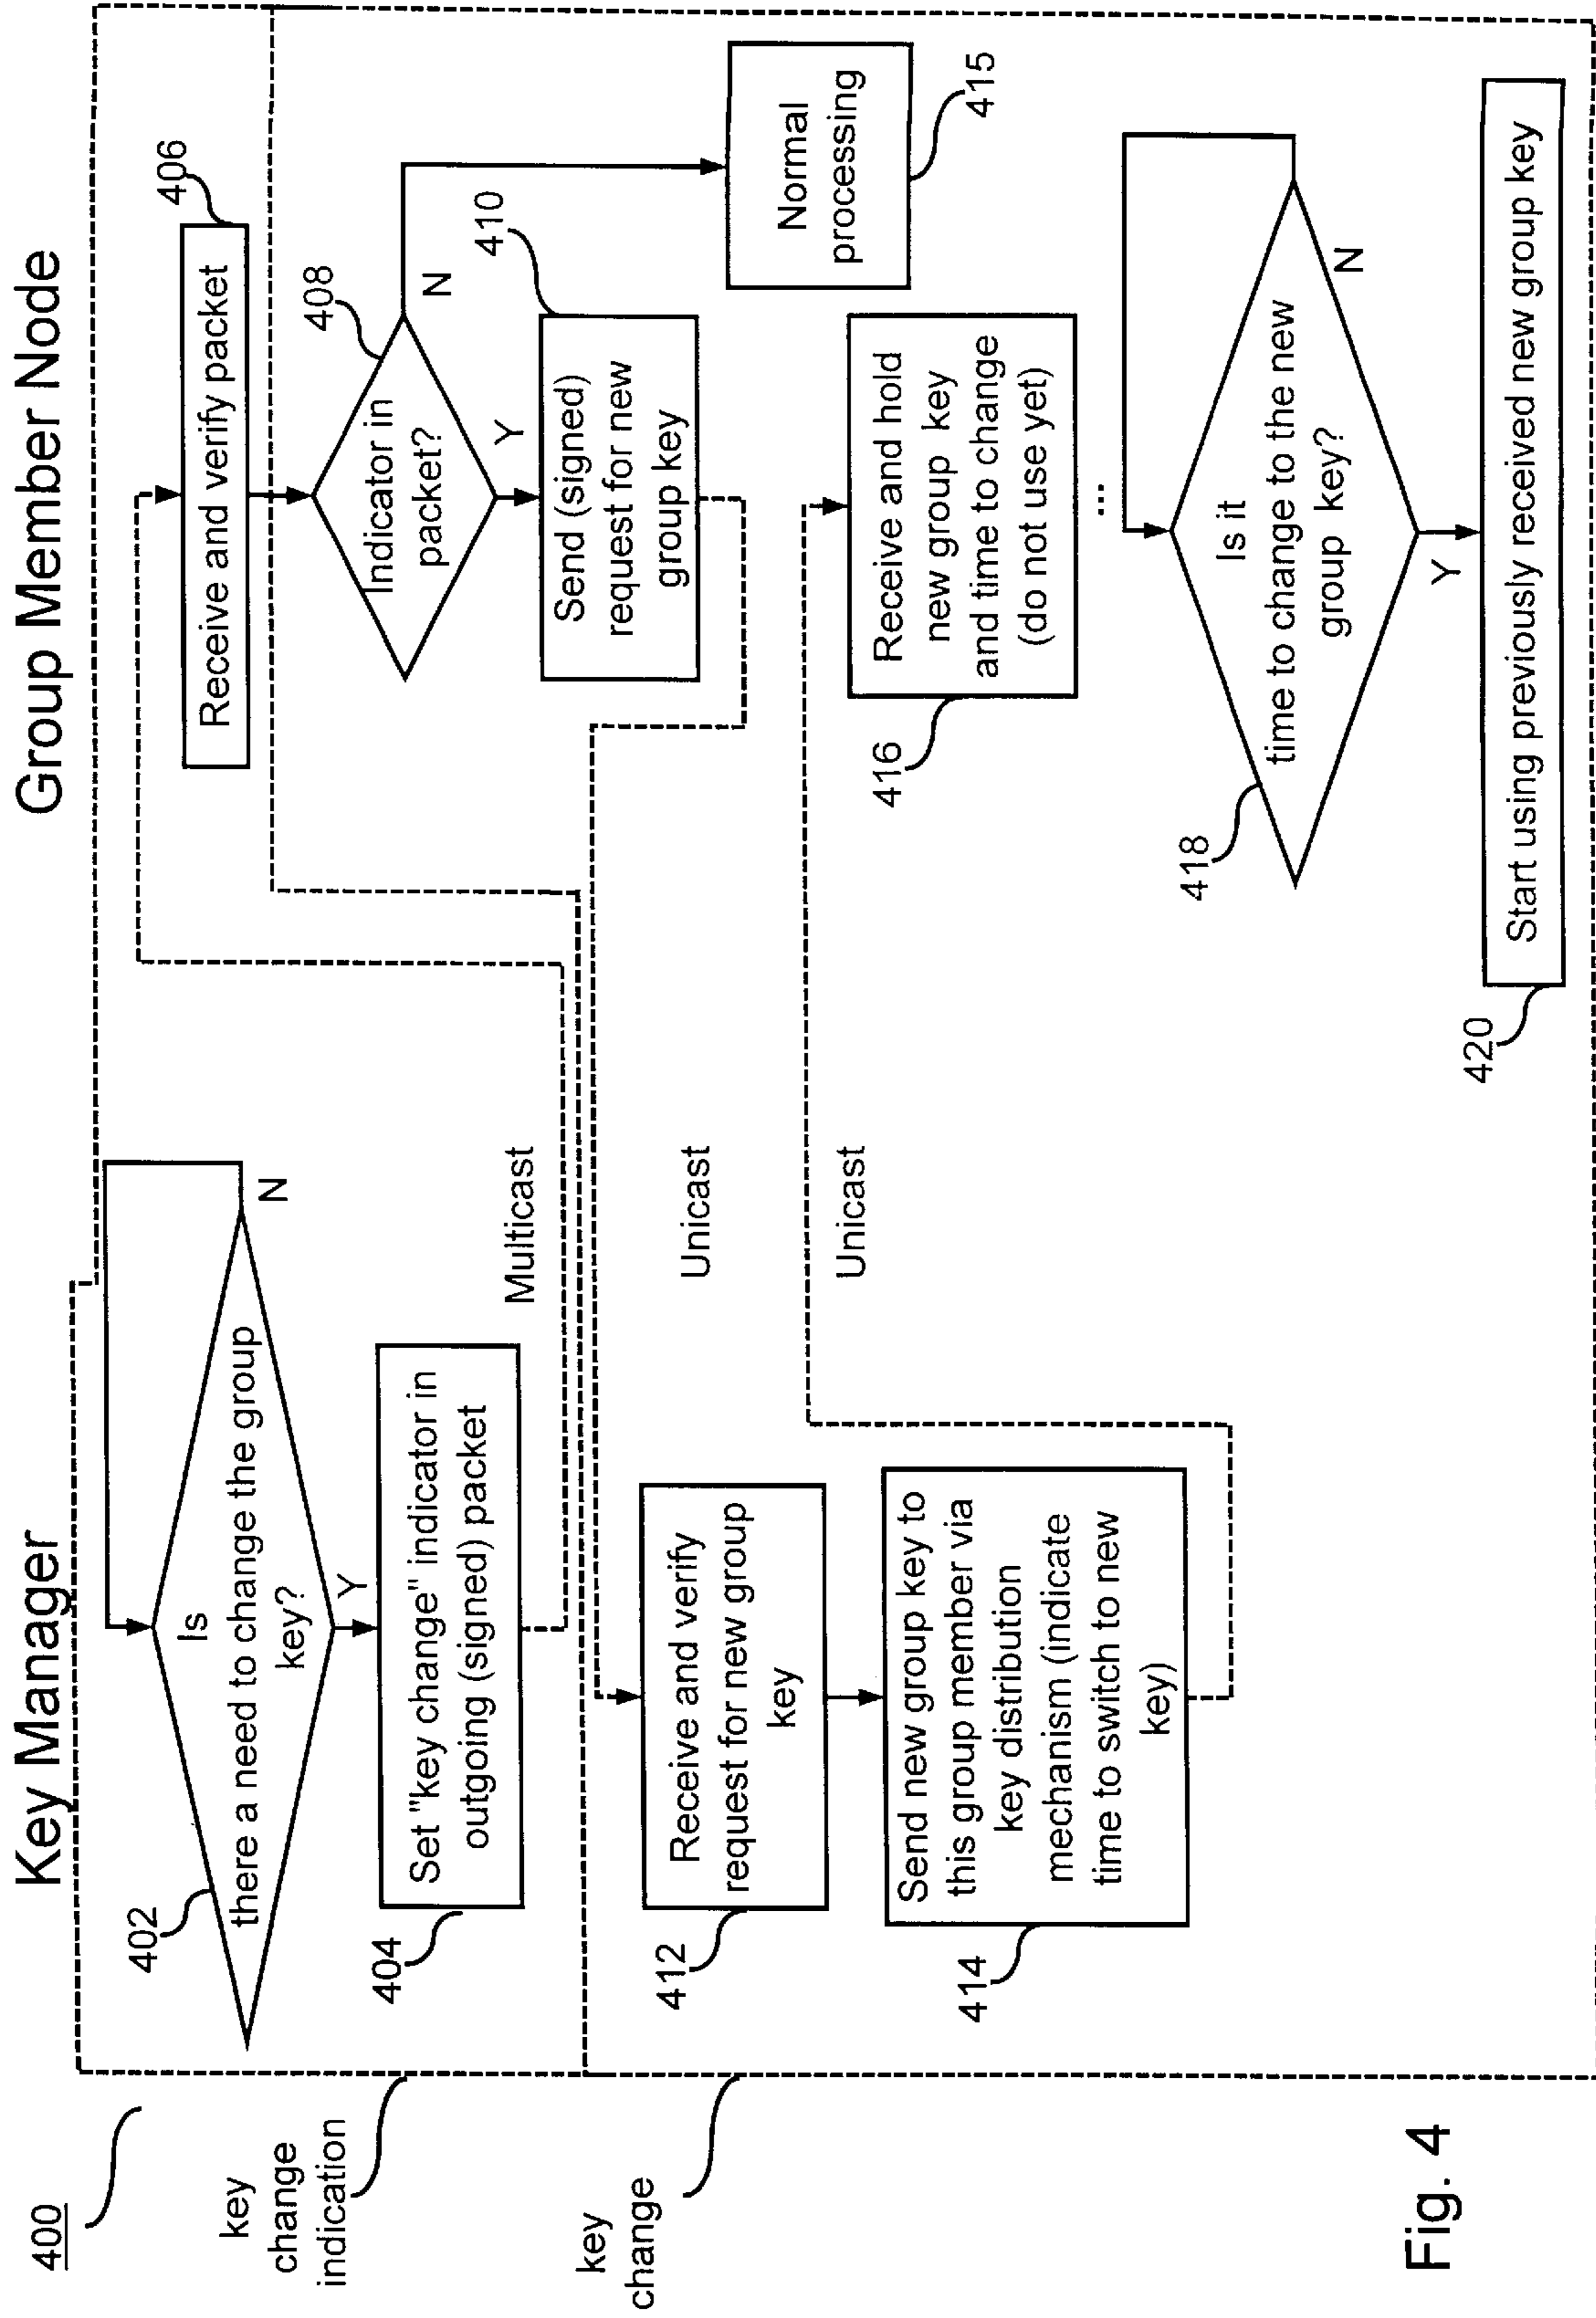 400
Key Manager
Group Member Node
key
change
indication
402
Is
there a need to change the group
key?
N
Y
404
Set "key change" indicator in
outgoing (signed) packet
Multicast
406
Receive and verify packet
408
Indicator in
packet?
N
Y
410
Send (signed)
request for new
group key
Normal
processing
415
key
change
Unicast
412
Receive and verify
request for new group
key
414
Send new group key to
this group member via
key distribution
mechanism (indicate
time to switch to new
key)
Unicast
416
Receive and hold
new group key
and time to change
(do not use yet)
...
418
Is it
time to change to the new
group key?
N
Y
420
Start using previously received new group key
Fig. 4